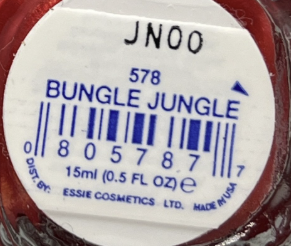 JN00
578
BUNGLE JUNGLE
0 805787 7
15ml (0.5 FL OZ) e
DIST. BY: ESSIE COSMETICS LTD. MADE IN USA